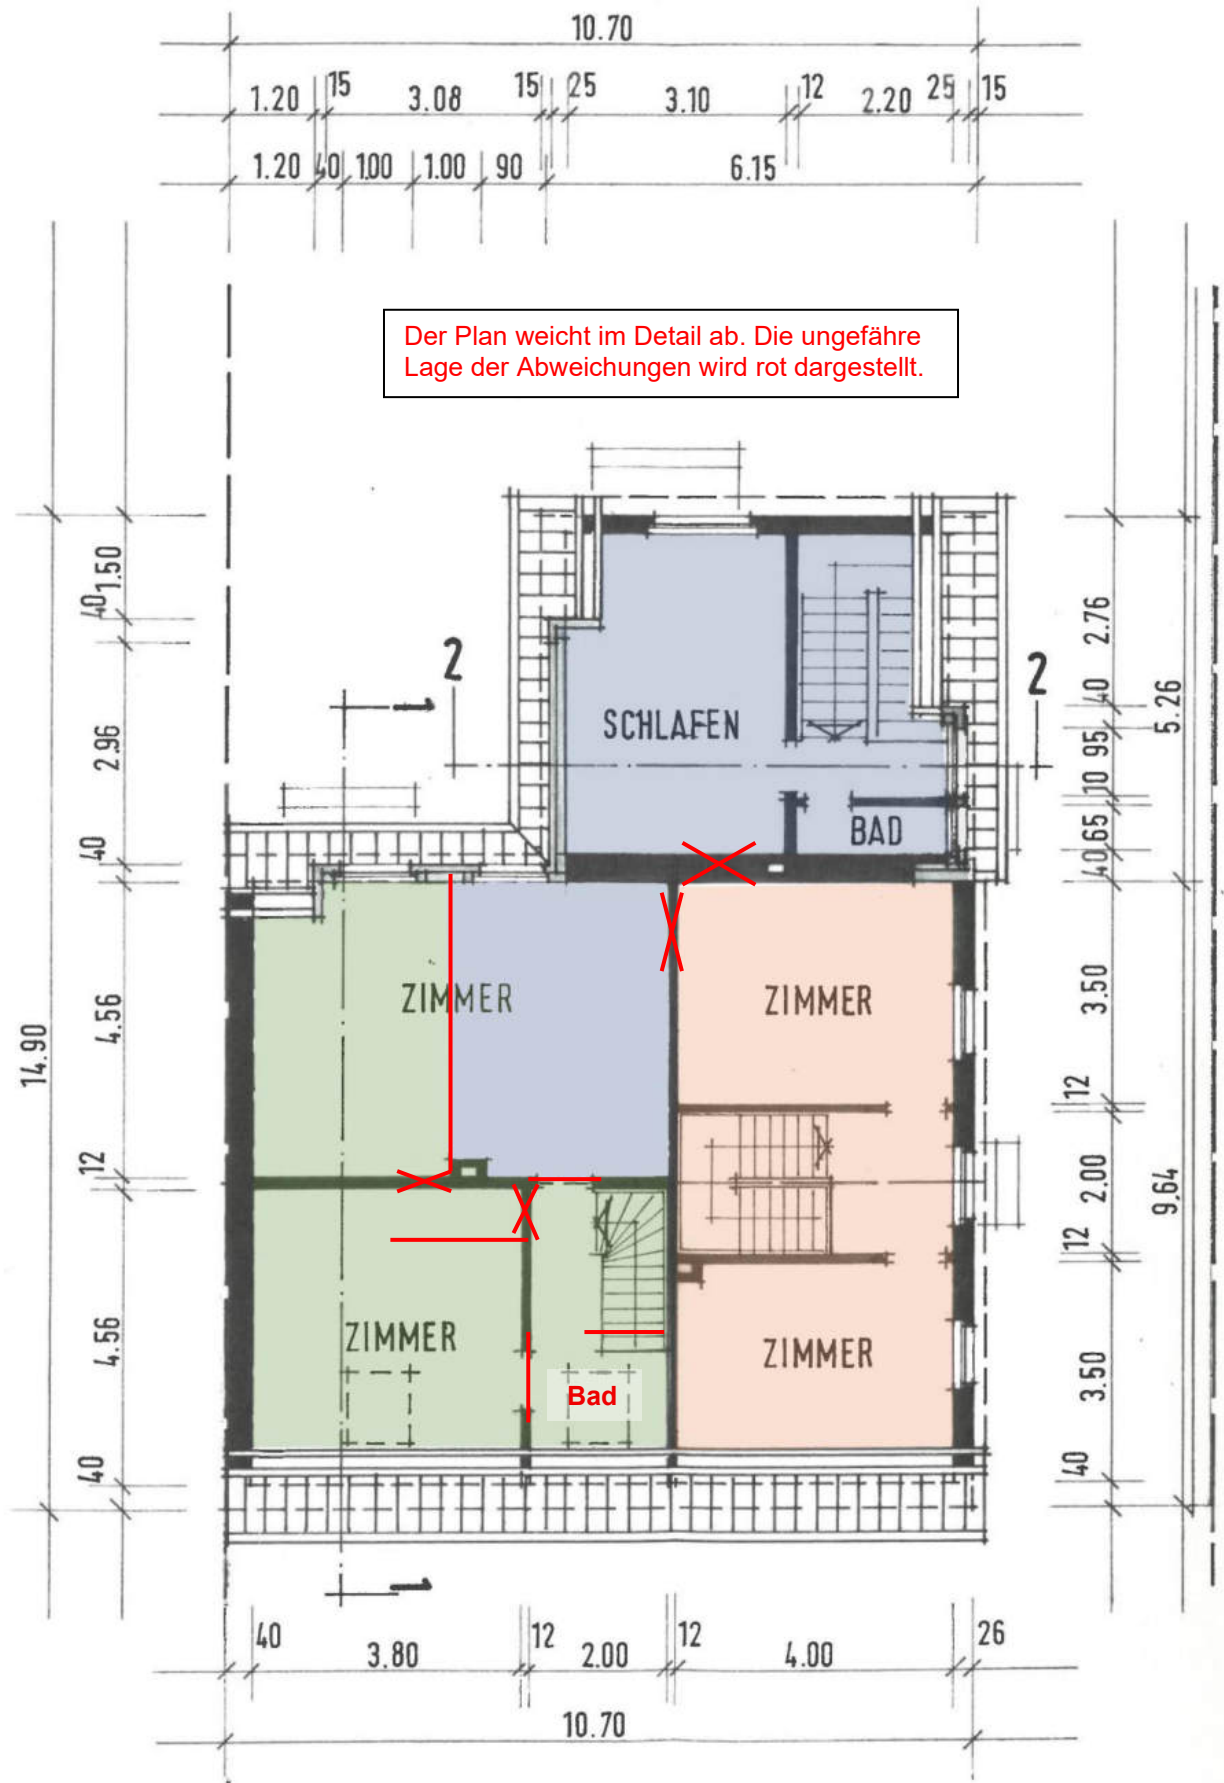 10.70
1.20 15 3.08 15 25 3.10 12 2.20 25 15
1.20 40 1.00 1.00 90 6.15
Der Plan weicht im Detail ab. Die ungefähre
Lage der Abweichungen wird rot dargestellt.
1.50
40
2.96
40
4.56
12
4.56
40
14.90
2
2
1
SCHLAFEN
BAD
2.76
40
95
10
65
40
5.26
3.50
12
2.00
12
3.50
40
9.64
ZIMMER
ZIMMER
ZIMMER
ZIMMER
Bad
1
40 3.80 12 2.00 12 4.00 26
10.70